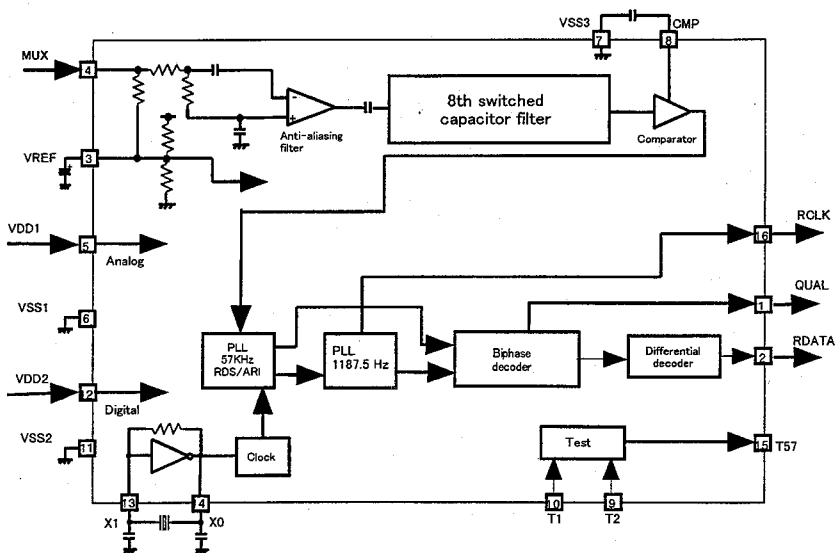 VSS3
CMP
7
8
MUX
4
8th switched
capacitor filter
Anti-aliasing
filter
Comparator
VREF
3
VDD1
5
Analog
RCLK
16
VSS1
6
QUAL
1
PLL
57KHz
RDS/ARI
PLL
1187.5 Hz
Biphase
decoder
Differential
decoder
2
RDATA
VDD2
12
Digital
VSS2
11
Clock
Test
15
T57
13
14
X1
X0
10
9
T1
T2